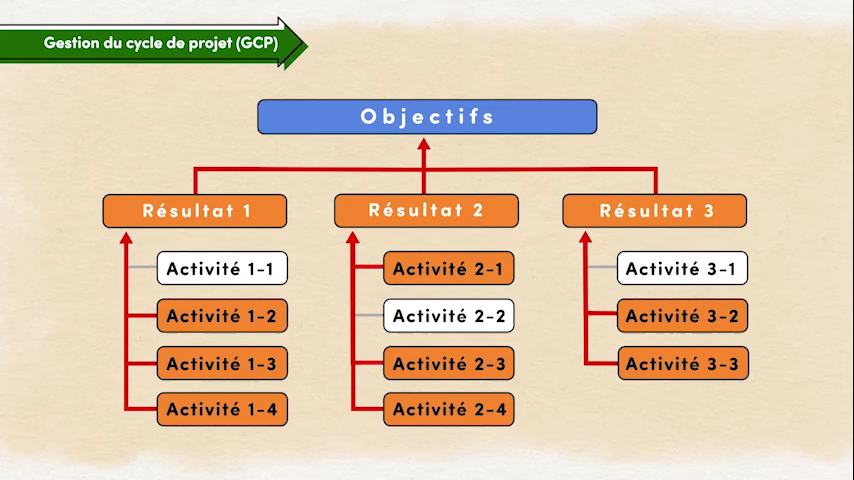 Gestion du cycle de projet (GCP)
Objectifs
Résultat 1
Résultat 2
Résultat 3
Activité 1-1
Activité 2-1
Activité 3-1
Activité 1-2
Activité 2-2
Activité 3-2
Activité 1-3
Activité 2-3
Activité 3-3
Activité 1-4
Activité 2-4